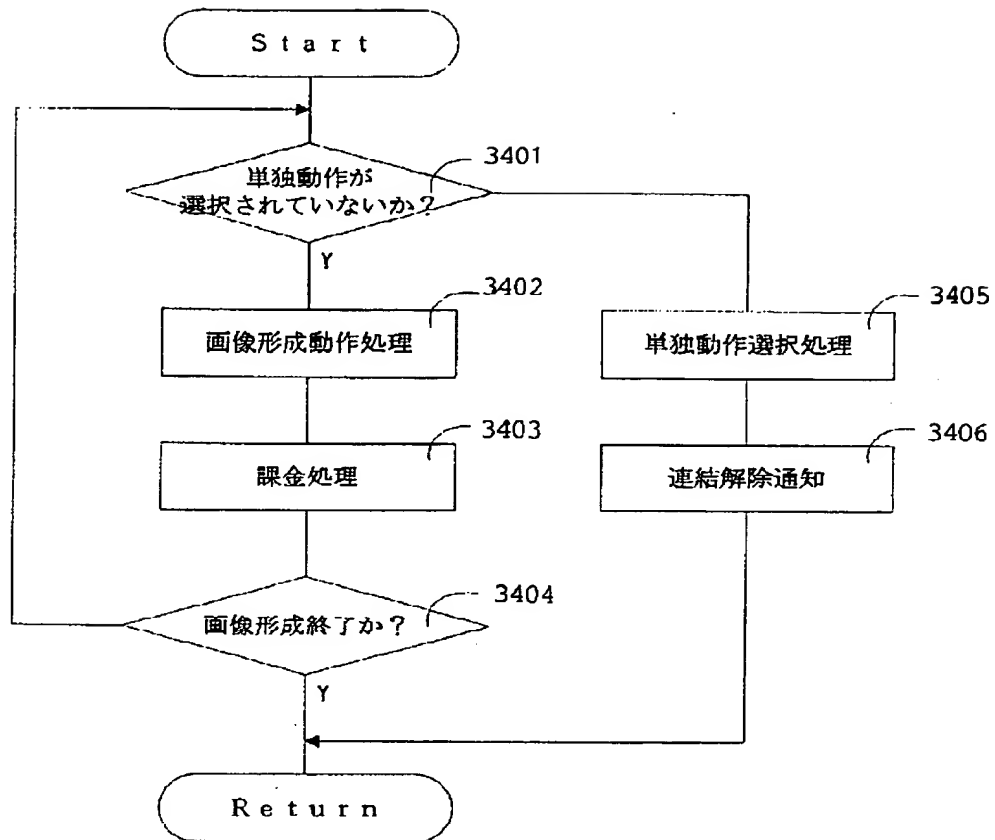 Start
単独動作が
選択されていないか?
3401
Y
3402
画像形成動作処理
3405
単独動作選択処理
3403
課金処理
3406
連結解除通知
3404
画像形成終了か?
Y
Return